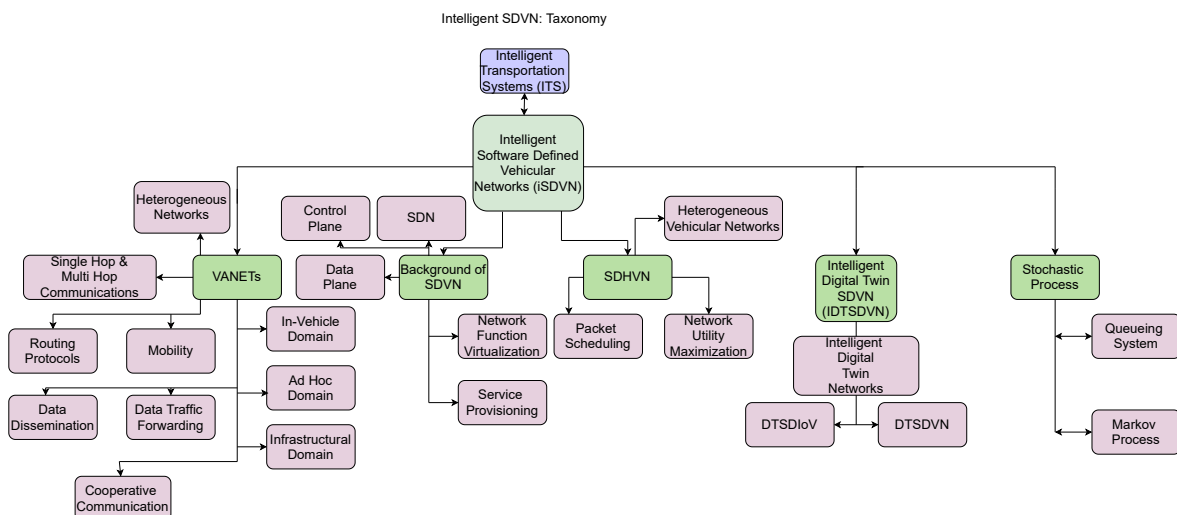 Intelligent SDVN: Taxonomy
Intelligent
Transportation
Systems (ITS)
Intelligent
Software Defined
Vehicular
Networks (iSDVN)
Heterogeneous
Networks
Single Hop &
Multi Hop
Communications
VANETs
Routing
Protocols
Mobility
In-Vehicle
Domain
Ad Hoc
Domain
Data
Dissemination
Data Traffic
Forwarding
Infrastructural
Domain
Cooperative
Communication
Control
Plane
SDN
Data
Plane
Background of
SDVN
Network
Function
Virtualization
Service
Provisioning
Heterogeneous
Vehicular Networks
SDHVN
Packet
Scheduling
Network
Utility
Maximization
Intelligent
Digital Twin
SDVN
(IDTSDVN)
Intelligent
Digital
Twin
Networks
DTSDIoV
DTSDVN
Stochastic
Process
Queueing
System
Markov
Process